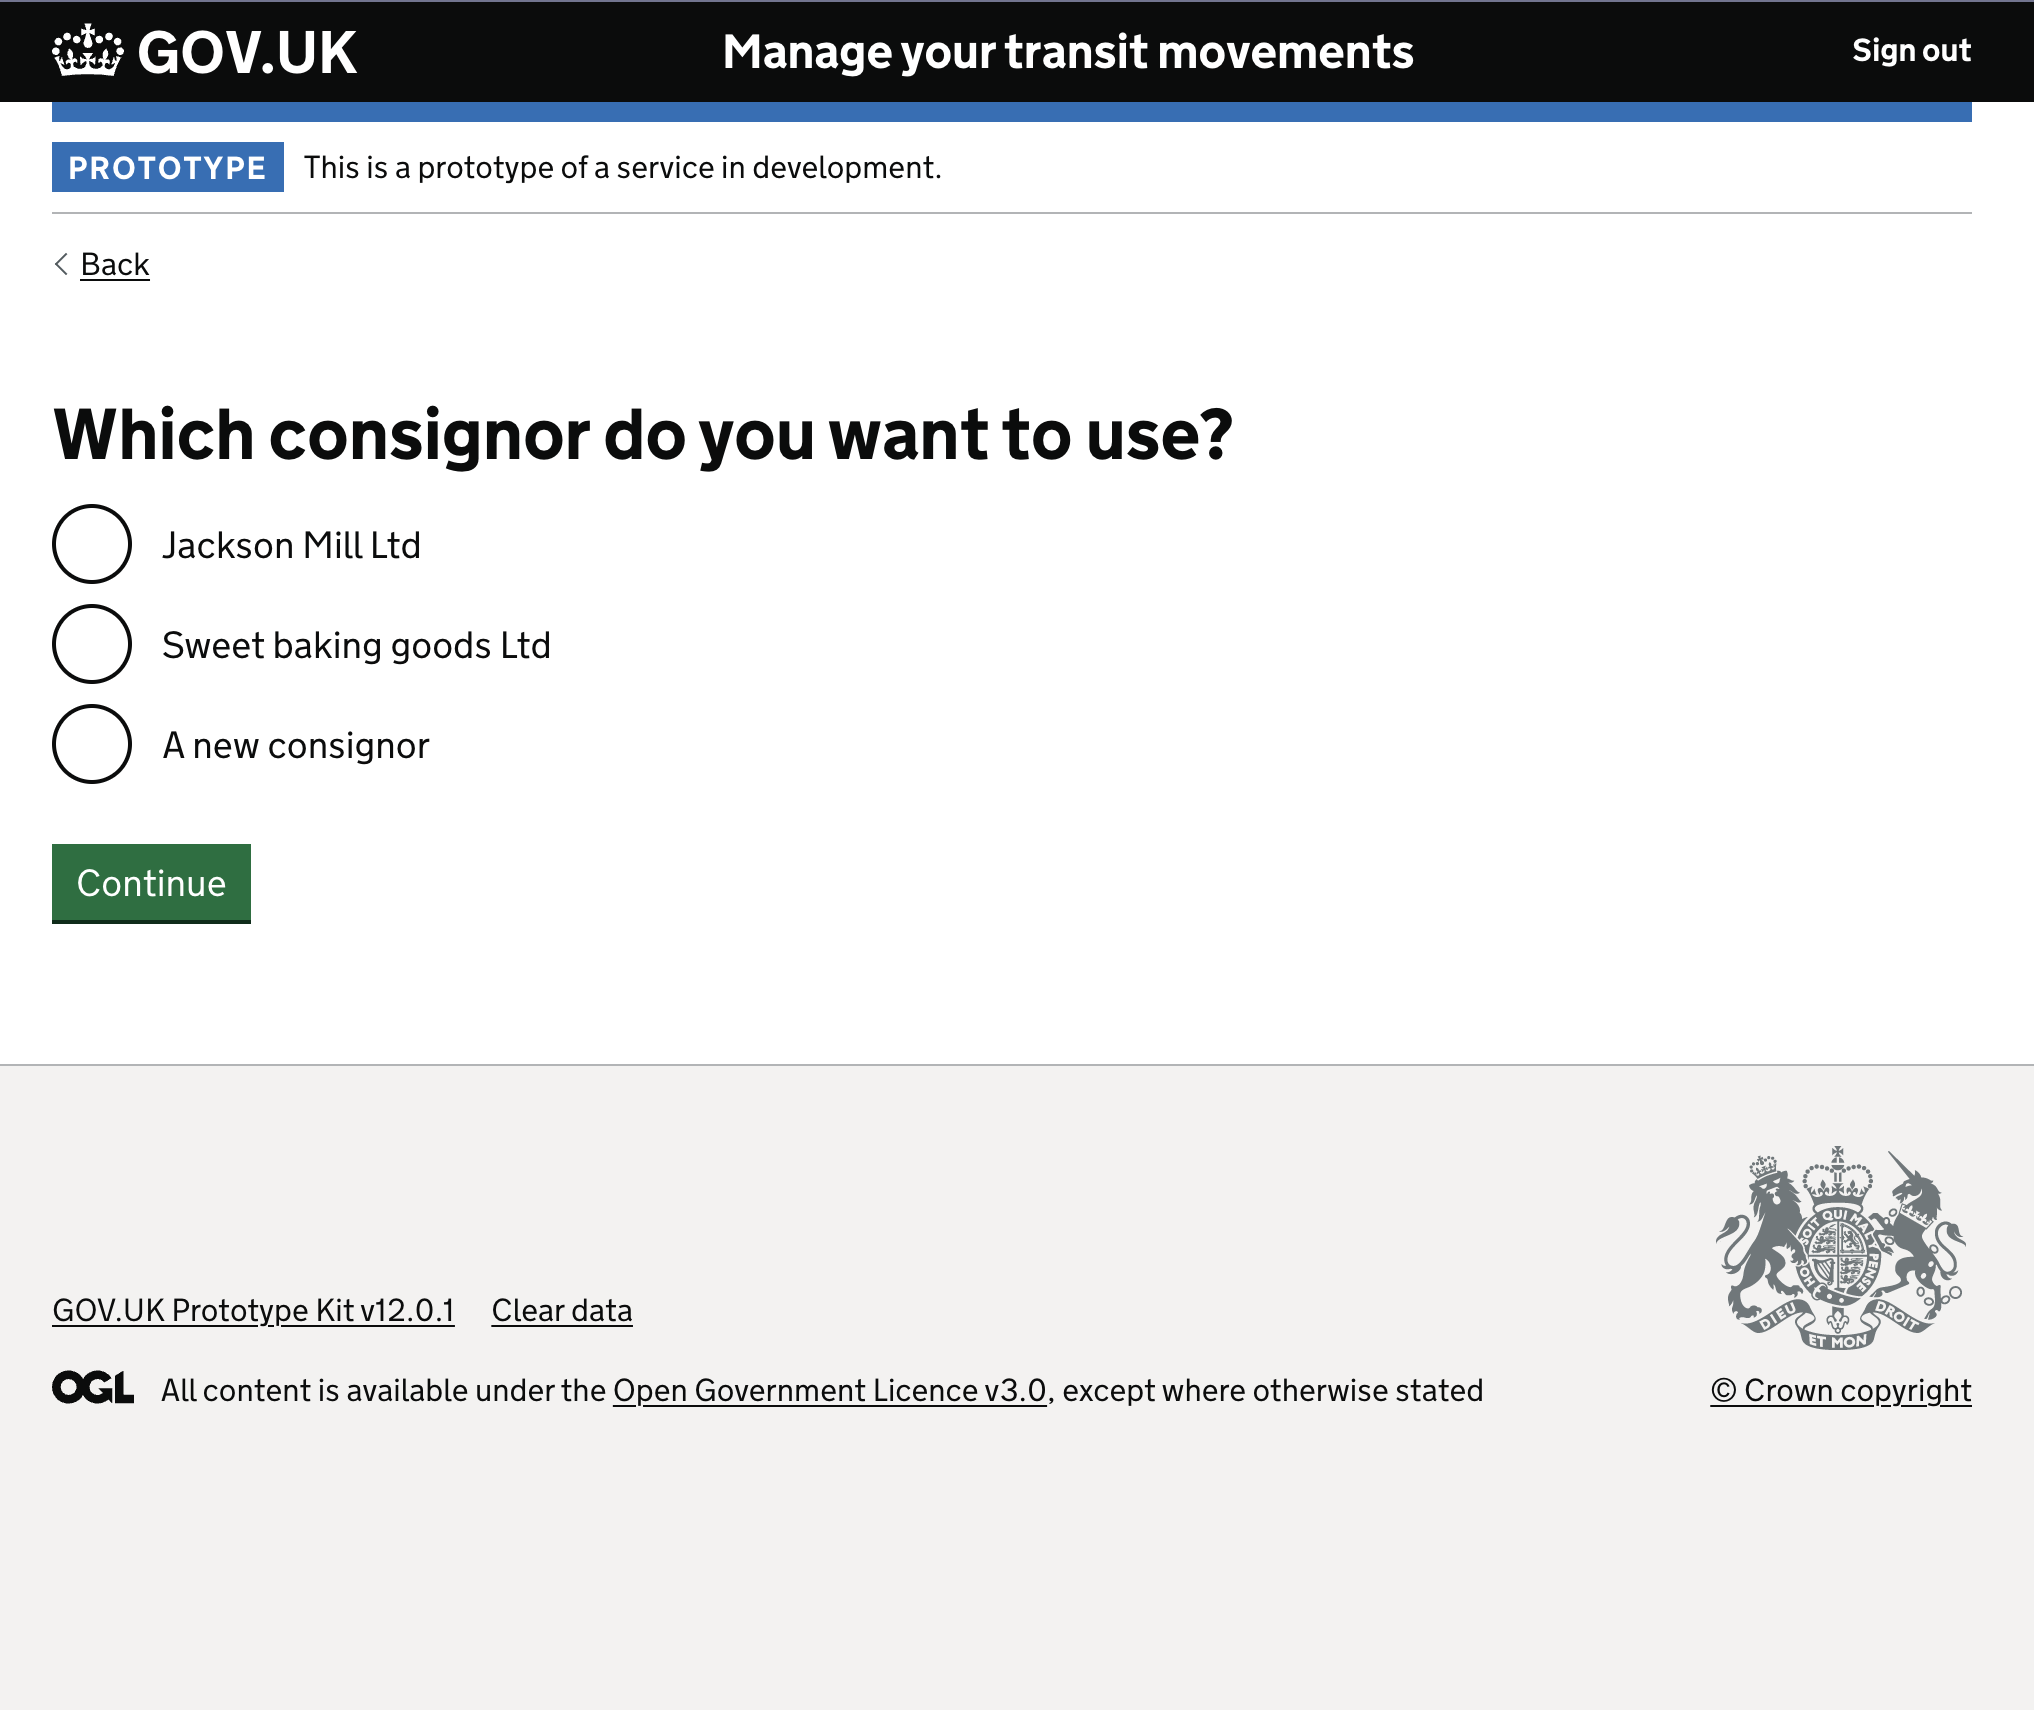 GOV.UK
Manage your transit movements
Sign out
PROTOTYPE This is a prototype of a service in development.
Back
Which consignor do you want to use?
Jackson Mill Ltd
Sweet baking goods Ltd
A new consignor
Continue
GOV.UK Prototype Kit v12.0.1 Clear data
OGL All content is available under the Open Government Licence v3.0, except where otherwise stated
SOIT QUI MAL
PENSE
DIEU
ET MON
DROIT
© Crown copyright